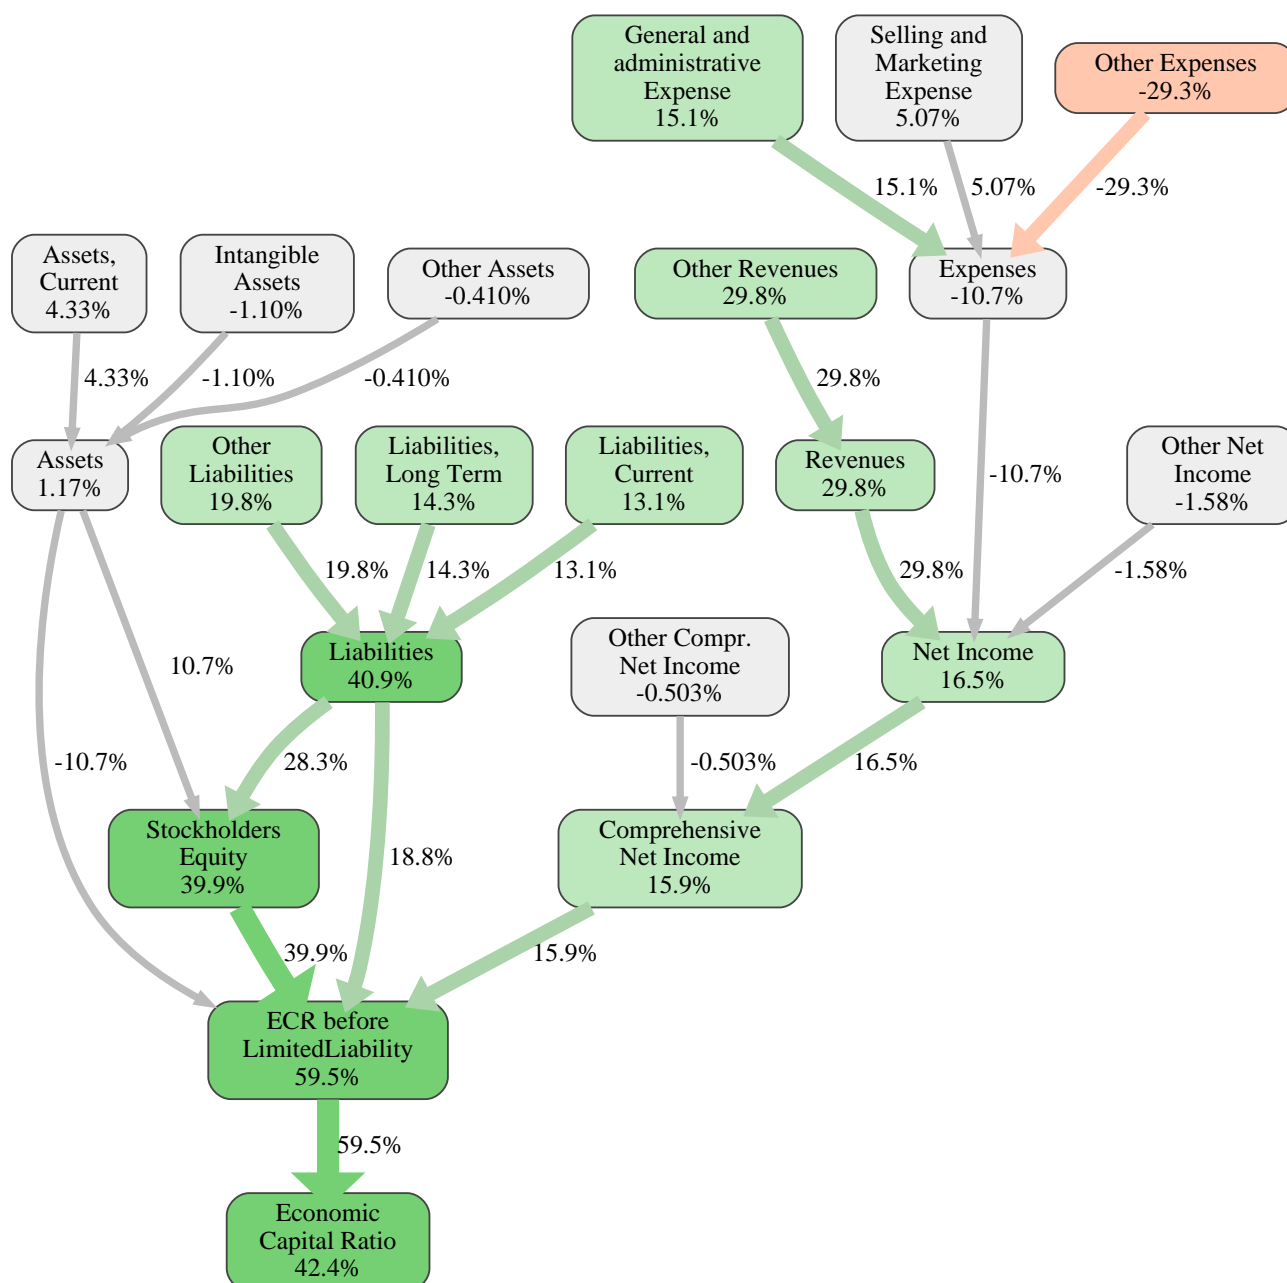 General and
administrative
Expense
15.1%
Selling and
Marketing
Expense
5.07%
Other Expenses
-29.3%
15.1%
5.07%
-29.3%
Assets,
Current
4.33%
Intangible
Assets
-1.10%
Other Assets
-0.410%
Other Revenues
29.8%
Expenses
-10.7%
4.33%
-1.10%
-0.410%
29.8%
Assets
1.17%
Other
Liabilities
19.8%
Liabilities,
Long Term
14.3%
Liabilities,
Current
13.1%
Revenues
29.8%
-10.7%
Other Net
Income
-1.58%
19.8%
14.3%
13.1%
29.8%
-1.58%
10.7%
Liabilities
40.9%
Other Compr.
Net Income
-0.503%
Net Income
16.5%
-10.7%
28.3%
-0.503%
16.5%
Stockholders
Equity
39.9%
18.8%
Comprehensive
Net Income
15.9%
39.9%
15.9%
ECR before
LimitedLiability
59.5%
59.5%
Economic
Capital Ratio
42.4%